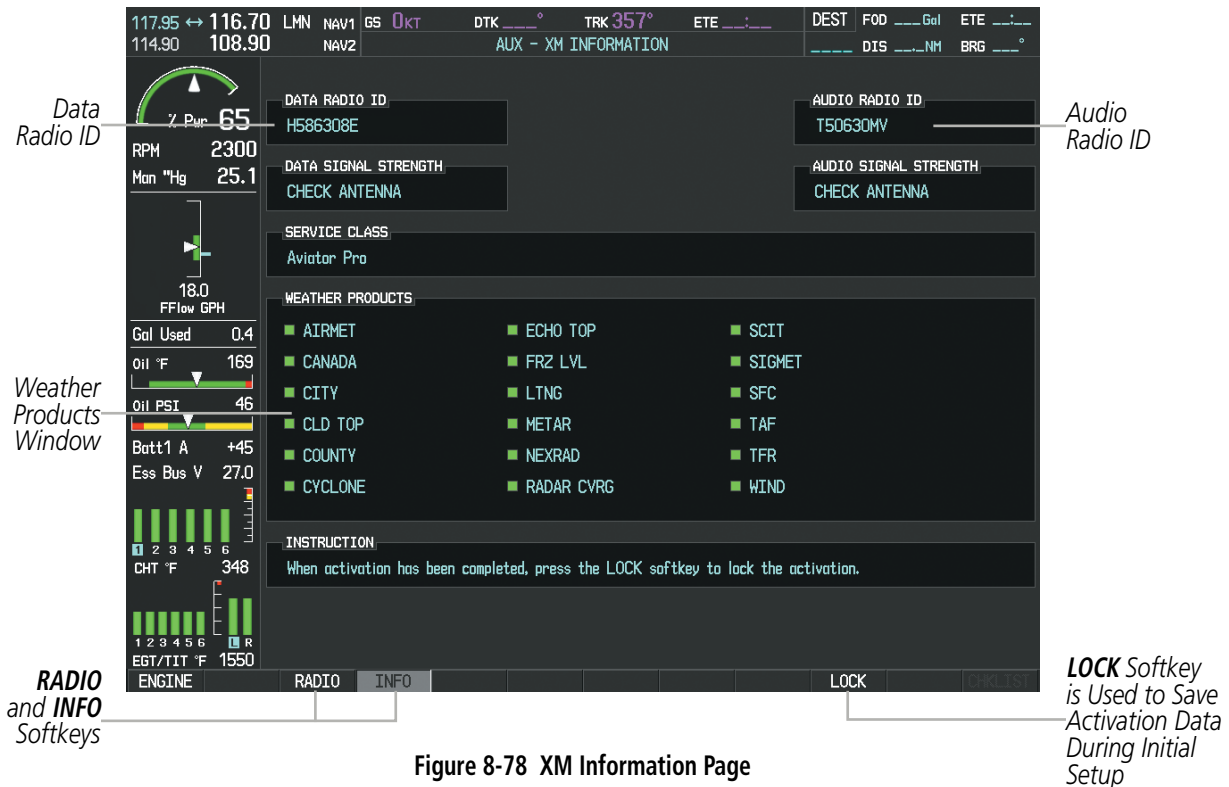 117.95 ↔ 116.70 LMN NAV1 GS 0KT DTK ___° TRK 357° ETE __:__ DEST FOD ___Gal ETE __:__
114.90 108.90 NAV2 AUX - XM INFORMATION ____ DIS __._NM BRG ___°
Data Radio ID
DATA RADIO ID
H586308E
AUDIO RADIO ID
T50630MV
Audio Radio ID
% Pwr 65
RPM 2300
Man "Hg 25.1
DATA SIGNAL STRENGTH
CHECK ANTENNA
AUDIO SIGNAL STRENGTH
CHECK ANTENNA
SERVICE CLASS
Aviator Pro
18.0
FFlow GPH
Gal Used 0.4
Oil °F 169
Oil PSI 46
Batt1 A +45
Ess Bus V 27.0
1 2 3 4 5 6
CHT °F 348
1 2 3 4 5 6 L R
EGT/TIT °F 1550
Weather Products Window
WEATHER PRODUCTS
AIRMET ECHO TOP SCIT
CANADA FRZ LVL SIGMET
CITY LTNG SFC
CLD TOP METAR TAF
COUNTY NEXRAD TFR
CYCLONE RADAR CVRG WIND
INSTRUCTION
When activation has been completed, press the LOCK softkey to lock the activation.
ENGINE RADIO INFO LOCK CHKLIST
RADIO and INFO Softkeys
LOCK Softkey is Used to Save Activation Data During Initial Setup
Figure 8-78 XM Information Page